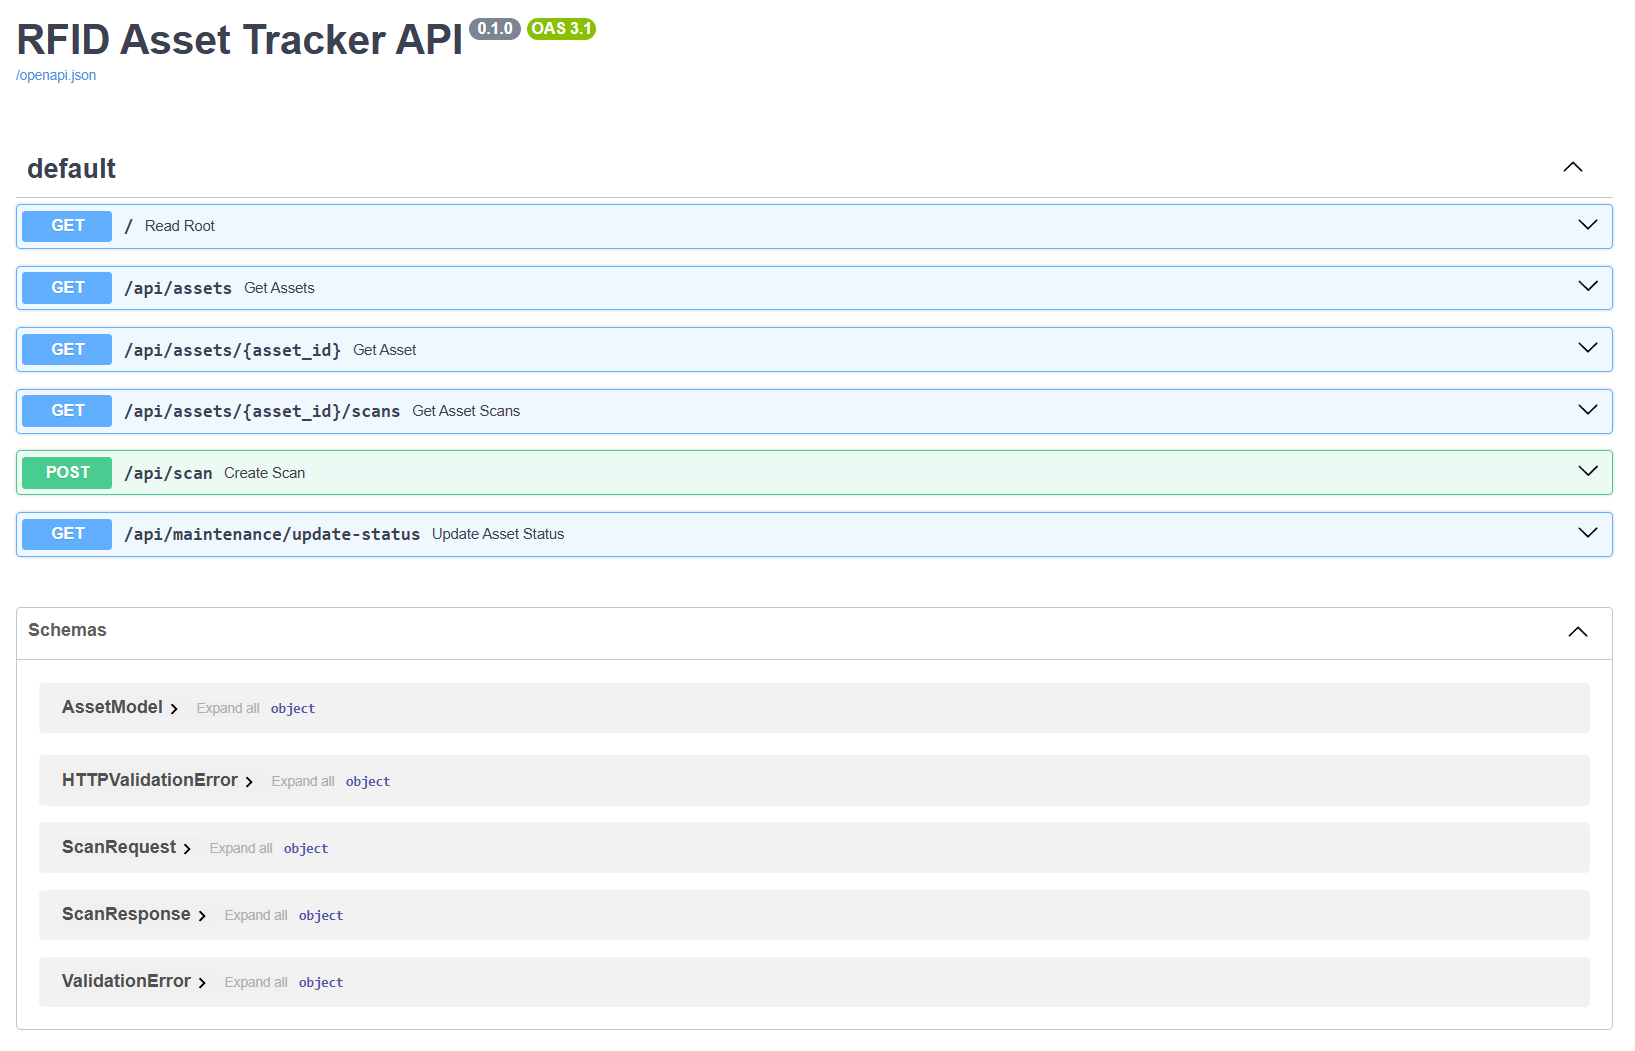 RFID Asset Tracker API 0.1.0 OAS 3.1
/openapi.json
default
GET / Read Root
GET /api/assets Get Assets
GET /api/assets/{asset_id} Get Asset
GET /api/assets/{asset_id}/scans Get Asset Scans
POST /api/scan Create Scan
GET /api/maintenance/update-status Update Asset Status
Schemas
AssetModel Expand all object
HTTPValidationError Expand all object
ScanRequest Expand all object
ScanResponse Expand all object
ValidationError Expand all object